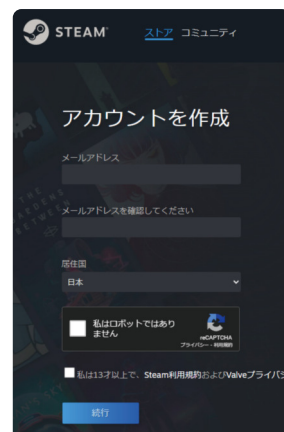 STEAM
ストア コミュニティ
アカウントを作成
メールアドレス
メールアドレスを確認してください
居住国
日本
私はロボットではあり
ません
reCAPTCHA
プライバシー - 利用規約
私は13才以上で、Steam利用規約およびValveプライバシ
続行